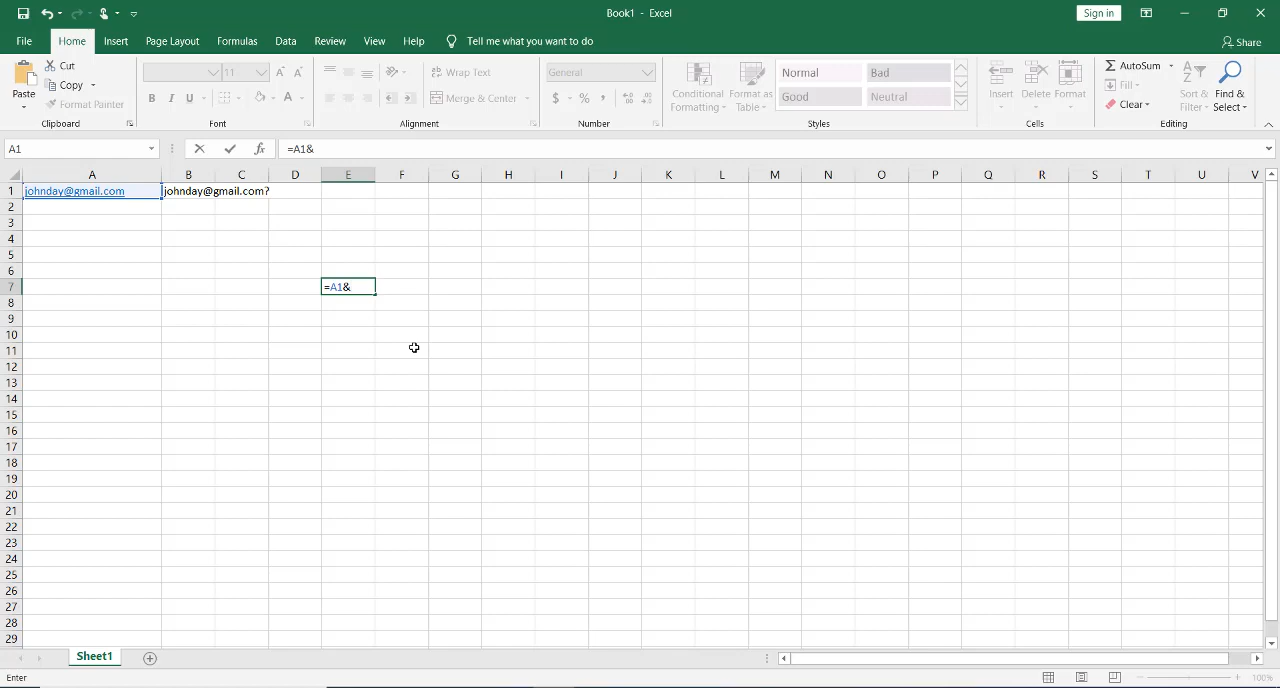 Book1 - Excel
Sign in
File Home Insert Page Layout Formulas Data Review View Help Tell me what you want to do Share
Paste
Cut
Copy
Format Painter
Clipboard
11
A A
B I U A
Font
Wrap Text
Merge & Center
Alignment
General
$ % ,
Number
Conditional Formatting
Format as Table
Normal Bad
Good Neutral
Styles
Insert Delete Format
Cells
AutoSum
Fill
Clear
Sort & Filter
Find & Select
Editing
A1 fx =A1&
A B C D E F G H I J K L M N O P Q R S T U V
1 johnday@gmail.com johnday@gmail.com?
2
3
4
5
6
7 =A1&
8
9
10
11
12
13
14
15
16
17
18
19
20
21
22
23
24
25
26
27
28
29
Sheet1
Enter 100%